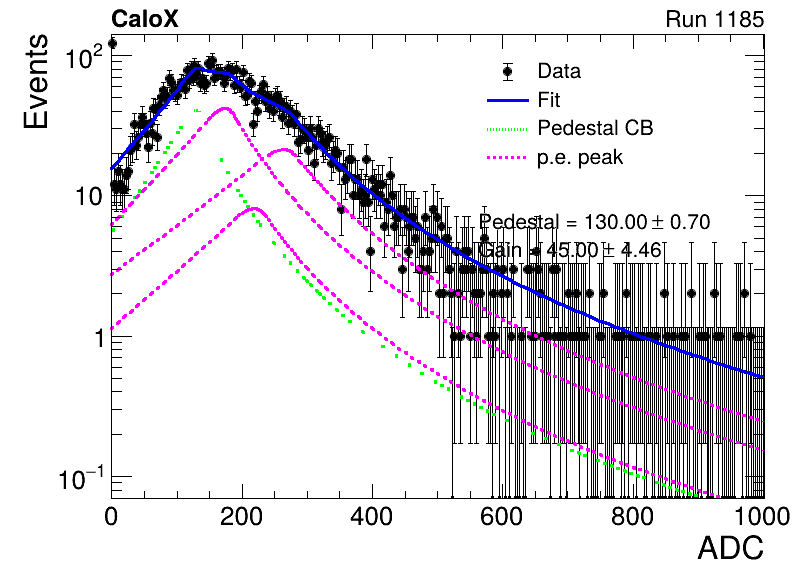 CaloX Run 1185
Events
10²
10
1
10⁻¹
Data
Fit
Pedestal CB
p.e. peak
Pedestal = 130.00 ± 0.70
Gain = 45.00 ± 4.46
0 200 400 600 800 1000
ADC